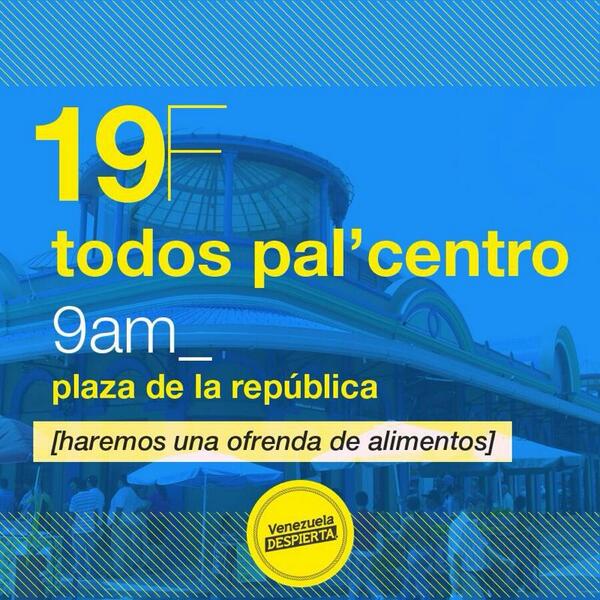 19F
todos pal'centro
9am_
plaza de la república
[haremos una ofrenda de alimentos]
Venezuela
DESPIERTA.